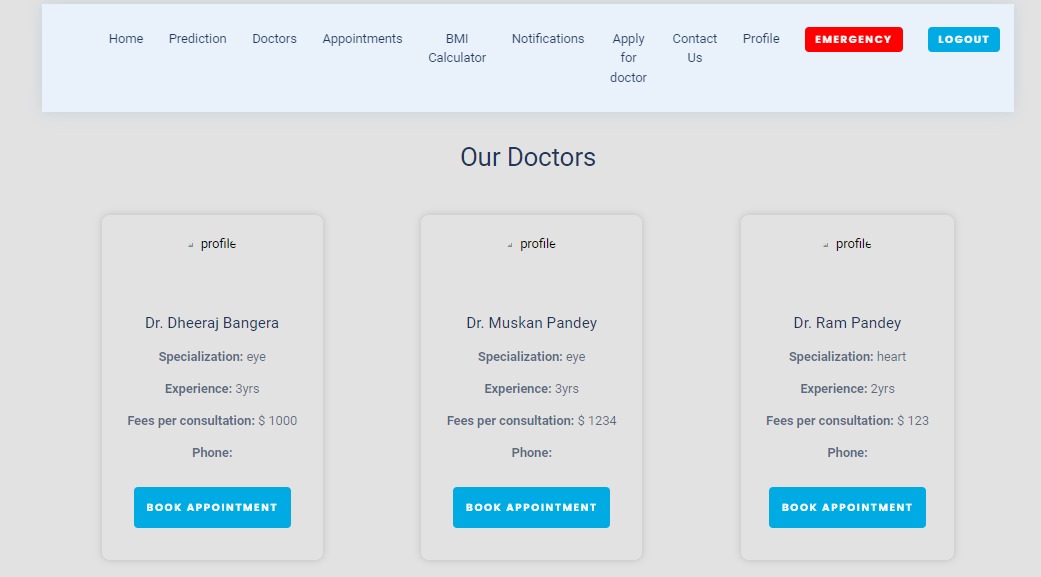 Home Prediction Doctors Appointments BMI Calculator Notifications Apply for doctor Contact Us Profile EMERGENCY LOGOUT
Our Doctors
profile
Dr. Dheeraj Bangera
Specialization: eye
Experience: 3yrs
Fees per consultation: $ 1000
Phone:
BOOK APPOINTMENT
profile
Dr. Muskan Pandey
Specialization: eye
Experience: 3yrs
Fees per consultation: $ 1234
Phone:
BOOK APPOINTMENT
profile
Dr. Ram Pandey
Specialization: heart
Experience: 2yrs
Fees per consultation: $ 123
Phone:
BOOK APPOINTMENT